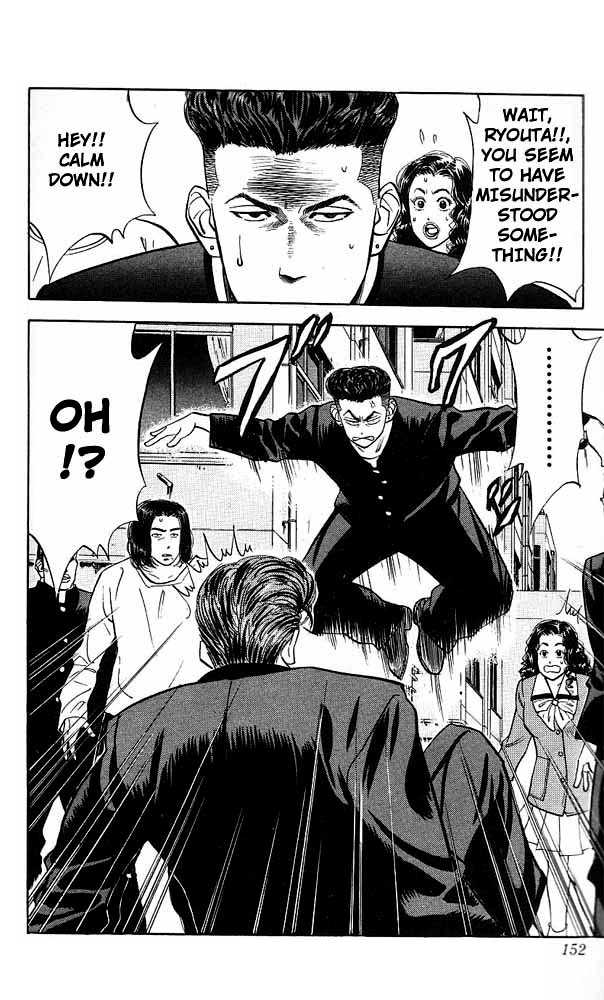 WAIT,
RYOUTA!!,
YOU SEEM
TO HAVE
MISUNDER-
STOOD
SOME-
THING!!
HEY!!
CALM
DOWN!!
..........
OH
!?
152